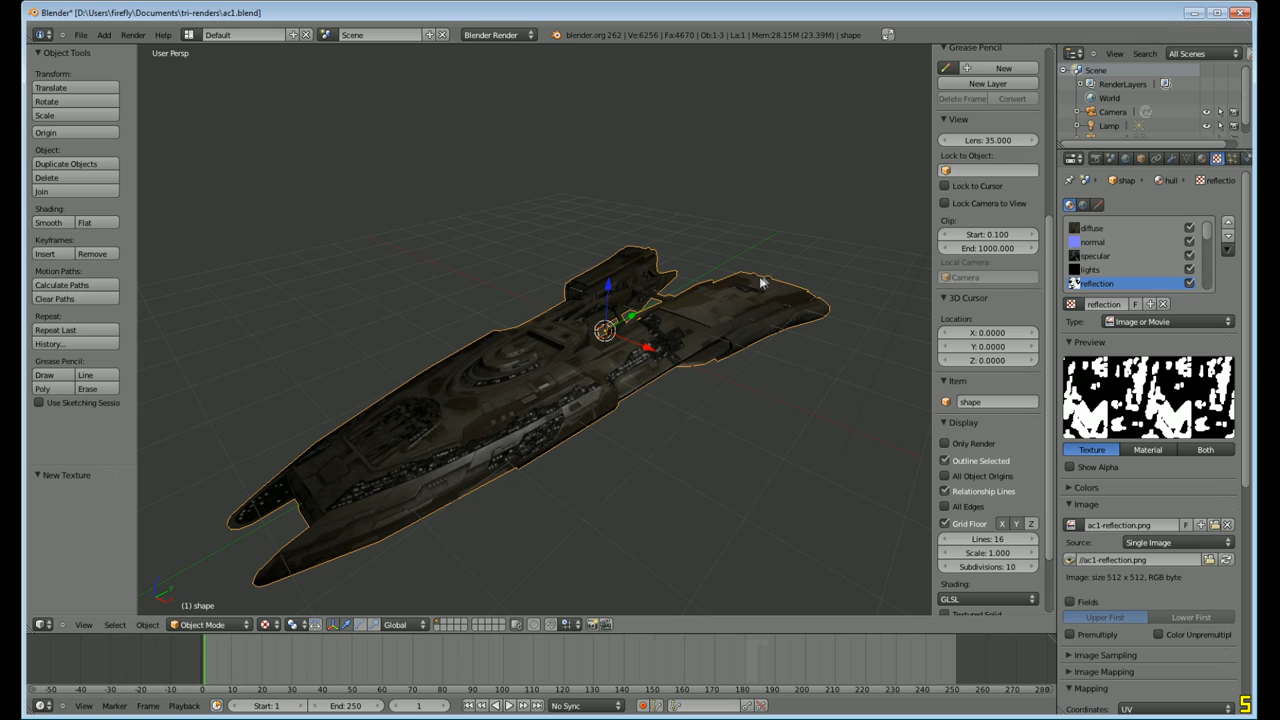 Blender* [D:\Users\firefly\Documents\tri-renders\ac1.blend]
File Add Render Help Default Scene Blender Render blender.org 262 | Ve:6256 | Fa:4670 | Ob:1-3 | La:1 | Mem:28.15M (23.39M) | shape
Object Tools
Transform:
Translate
Rotate
Scale
Origin
Object:
Duplicate Objects
Delete
Join
Shading:
Smooth Flat
Keyframes:
Insert Remove
Motion Paths:
Calculate Paths
Clear Paths
Repeat:
Repeat Last
History...
Grease Pencil:
Draw Line
Poly Erase
Use Sketching Sessio
New Texture
User Persp
(1) shape
Grease Pencil
New
New Layer
Delete Frame Convert
View
Lens: 35.000
Lock to Object:
Lock to Cursor
Lock Camera to View
Clip:
Start: 0.100
End: 1000.000
Local Camera:
Camera
3D Cursor
Location:
X: 0.0000
Y: 0.0000
Z: 0.0000
Item
shape
Display
Only Render
Outline Selected
All Object Origins
Relationship Lines
All Edges
Grid Floor X Y Z
Lines: 16
Scale: 1.000
Subdivisions: 10
Shading:
GLSL
Textured Solid
View Search All Scenes
Scene
RenderLayers
World
Camera
Lamp
shap hull reflectio
diffuse
normal
specular
lights
reflection
reflection F
Type: Image or Movie
Preview
Texture Material Both
Show Alpha
Colors
Image
ac1-reflection.png F
Source: Single Image
//ac1-reflection.png
Image: size 512 x 512, RGB byte
Fields
Upper First Lower First
Premultiply Color Unpremultipl
Image Sampling
Image Mapping
Mapping
Coordinates: UV
View Select Object Object Mode Global
-50 -40 -30 -20 -10 0 10 20 30 40 50 60 70 80 90 100 110 120 130 140 150 160 170 180 190 200 210 220 230 240 250 260 270 280
View Marker Frame Playback Start: 1 End: 250 1 No Sync
S